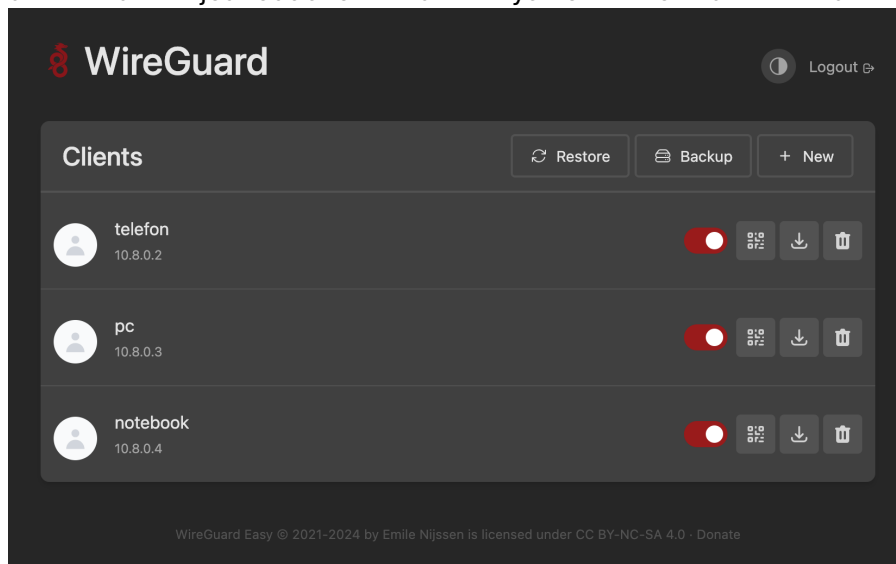 WireGuard
Logout
Clients
Restore
Backup
+ New
telefon
10.8.0.2
pc
10.8.0.3
notebook
10.8.0.4
WireGuard Easy © 2021-2024 by Emile Nijssen is licensed under CC BY-NC-SA 4.0 · Donate